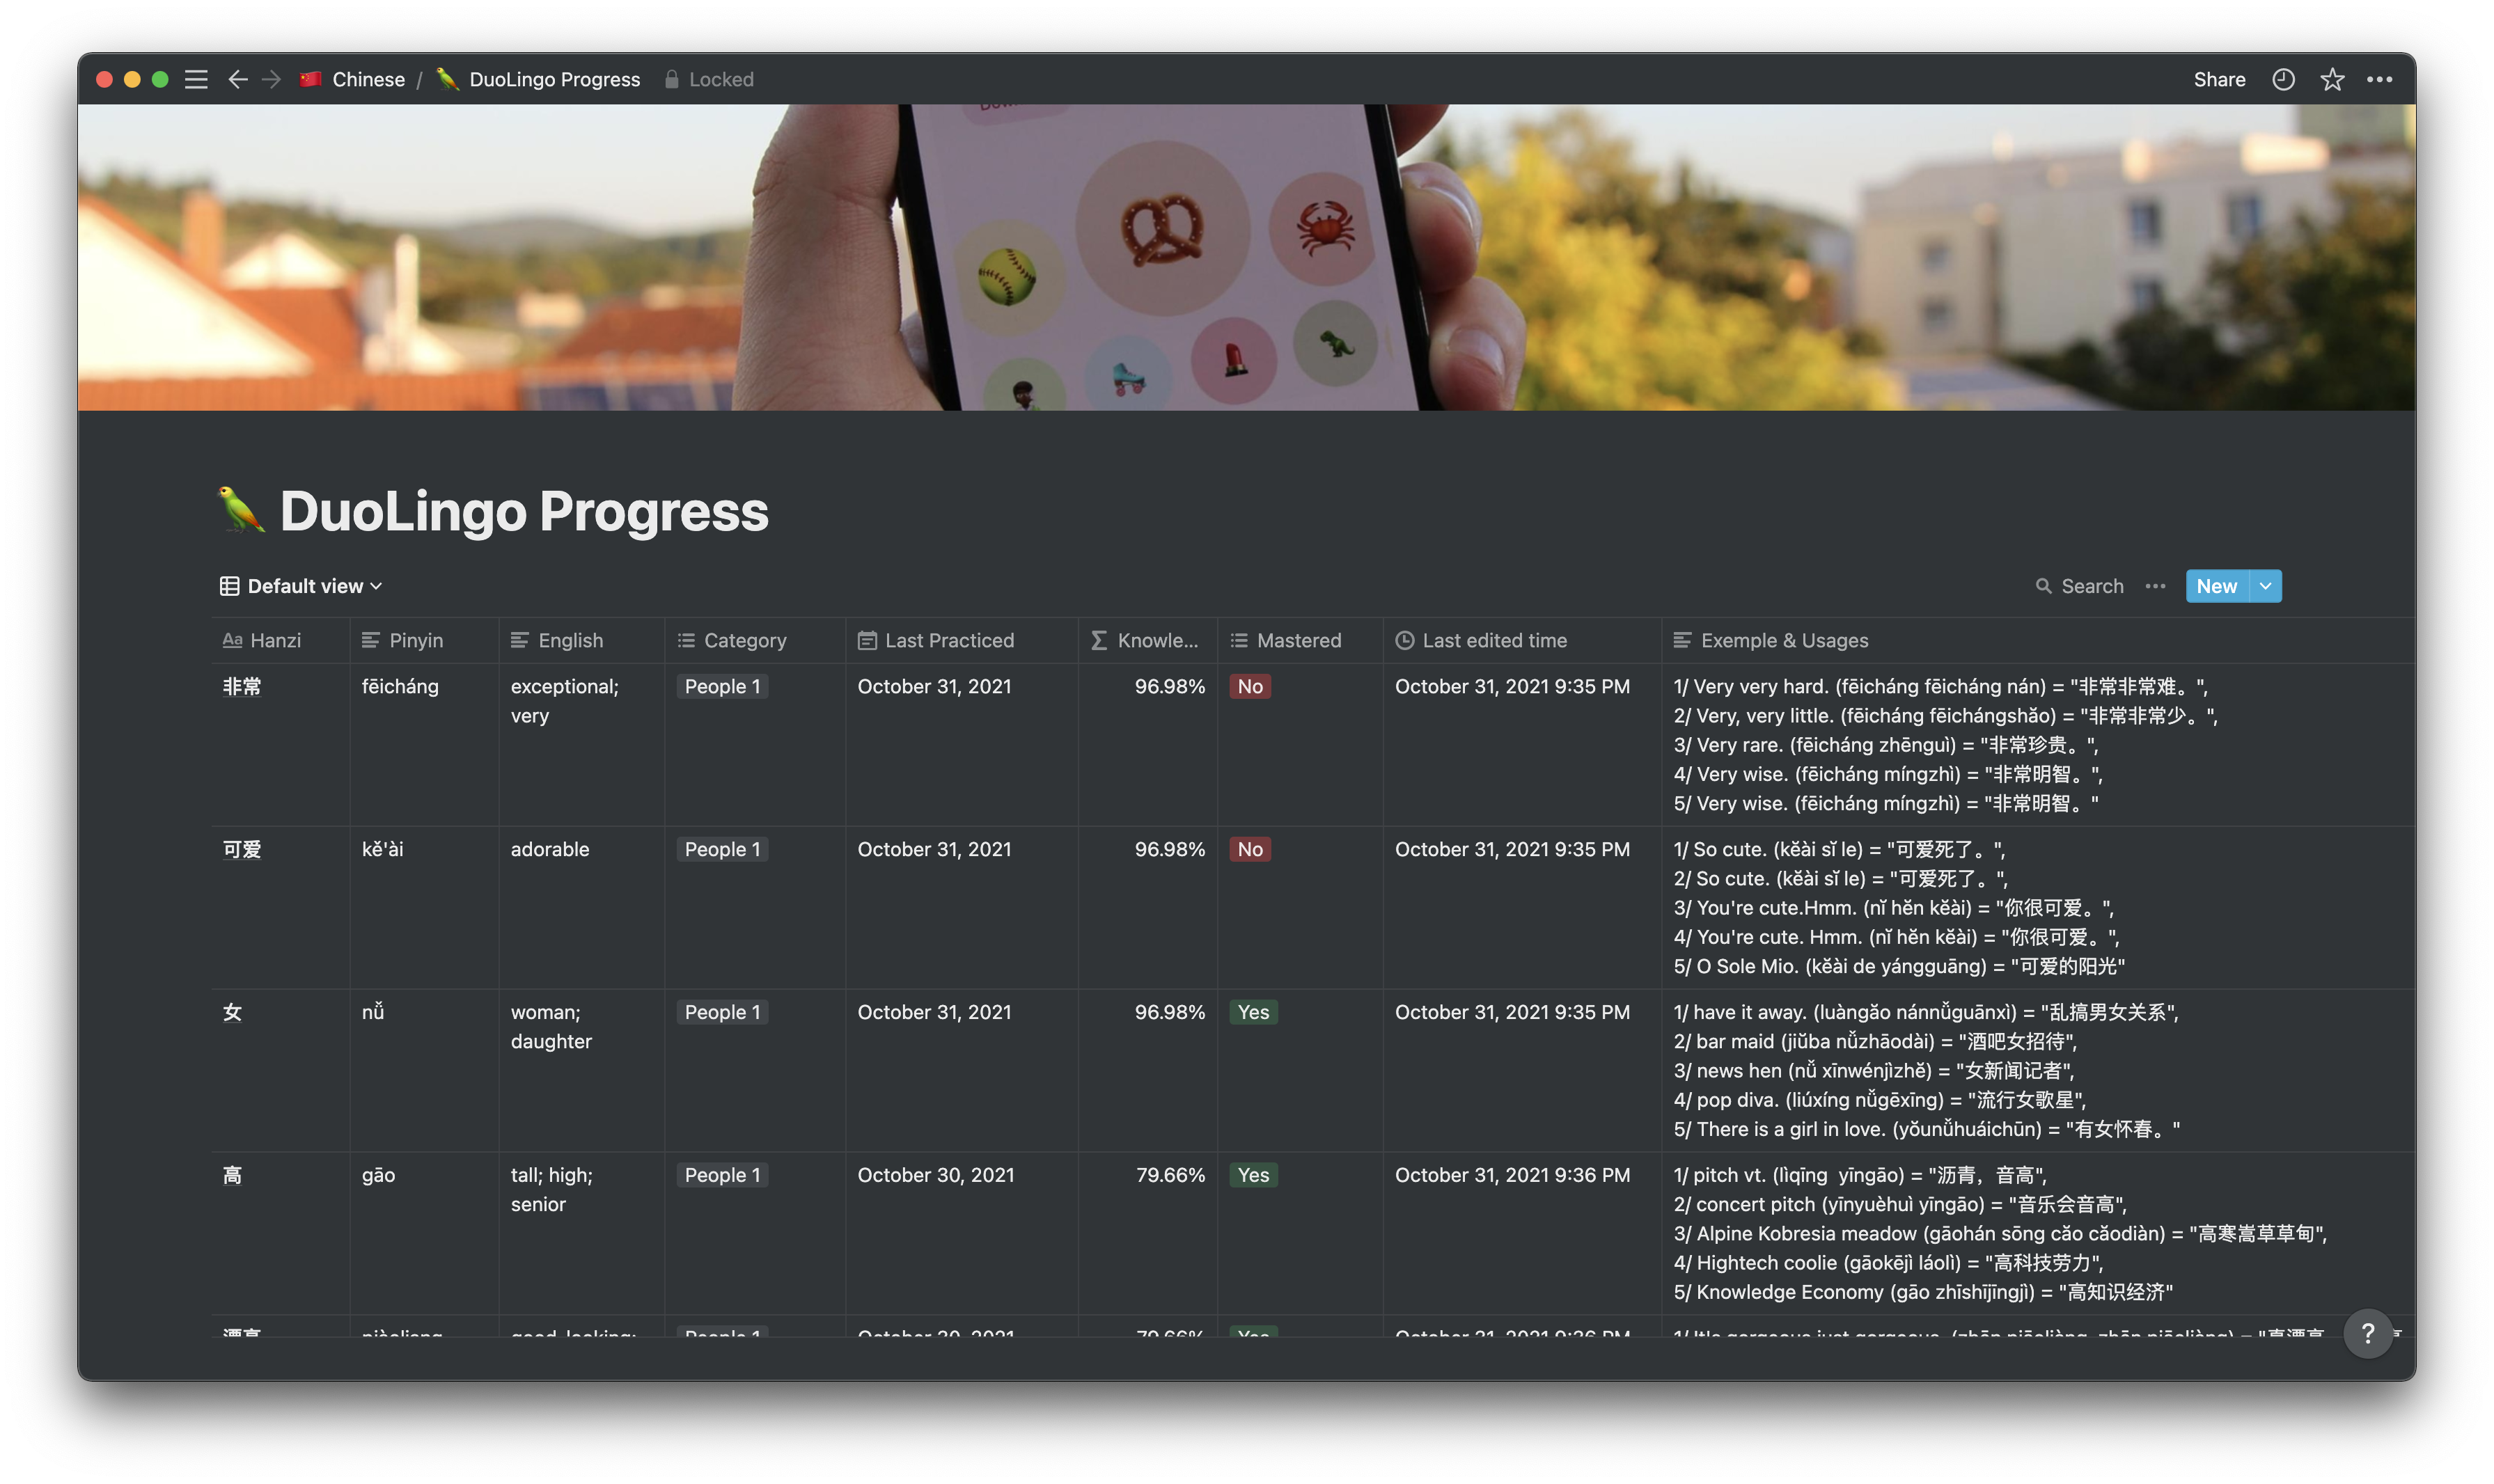 Chinese / DuoLingo Progress Locked
Share
DuoLingo Progress
Default view
Search
New
Hanzi Pinyin English Category Last Practiced Knowle... Mastered Last edited time Exemple & Usages
非常 fēicháng exceptional; People 1 October 31, 2021 96.98% No October 31, 2021 9:35 PM 1/ Very very hard. (fēicháng fēicháng nán) = "非常非常难。",
very 2/ Very, very little. (fēicháng fēichángshǎo) = "非常非常少。",
3/ Very rare. (fēicháng zhēnguì) = "非常珍贵。",
4/ Very wise. (fēicháng míngzhì) = "非常明智。",
5/ Very wise. (fēicháng míngzhì) = "非常明智。"
可爱 kě'ài adorable People 1 October 31, 2021 96.98% No October 31, 2021 9:35 PM 1/ So cute. (kěài sǐ le) = "可爱死了。",
2/ So cute. (kěài sǐ le) = "可爱死了。",
3/ You're cute.Hmm. (nǐ hěn kěài) = "你很可爱。",
4/ You're cute. Hmm. (nǐ hěn kěài) = "你很可爱。",
5/ O Sole Mio. (kěài de yángguāng) = "可爱的阳光"
女 nǚ woman; People 1 October 31, 2021 96.98% Yes October 31, 2021 9:35 PM 1/ have it away. (luàngǎo nánnǚguānxì) = "乱搞男女关系",
daughter 2/ bar maid (jiǔba nǚzhāodài) = "酒吧女招待",
3/ news hen (nǚ xīnwénjìzhě) = "女新闻记者",
4/ pop diva. (liúxíng nǚgēxīng) = "流行女歌星",
5/ There is a girl in love. (yǒunǚhuáichūn) = "有女怀春。"
高 gāo tall; high; People 1 October 30, 2021 79.66% Yes October 31, 2021 9:36 PM 1/ pitch vt. (lìqīng  yīngāo) = "沥青，音高",
senior 2/ concert pitch (yīnyuèhuì yīngāo) = "音乐会音高",
3/ Alpine Kobresia meadow (gāohán sōng cǎo cǎodiàn) = "高寒嵩草草甸",
4/ Hightech coolie (gāokējì láolì) = "高科技劳力",
5/ Knowledge Economy (gāo zhīshìjīngjì) = "高知识经济"
People 1 October 30, 2021 79.66% Yes October 31, 2021 9:36 PM
?